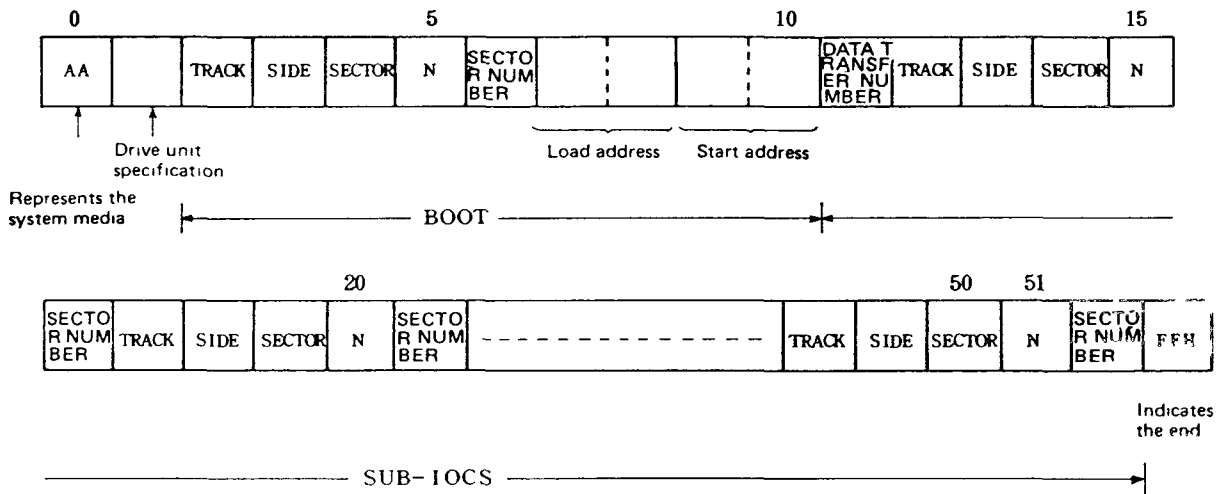 0 5 10 15
AA TRACK SIDE SECTOR N SECTO
R NUM
BER DATA T
RANSF
ER NU
MBER TRACK SIDE SECTOR N
Drive unit
specification
Load address Start address
Represents the
system media
BOOT
20 50 51
SECTO
R NUM
BER TRACK SIDE SECTOR N SECTO
R NUM
BER TRACK SIDE SECTOR N SECTO
R NUM
BER FFH
Indicates
the end
SUB-IOCS